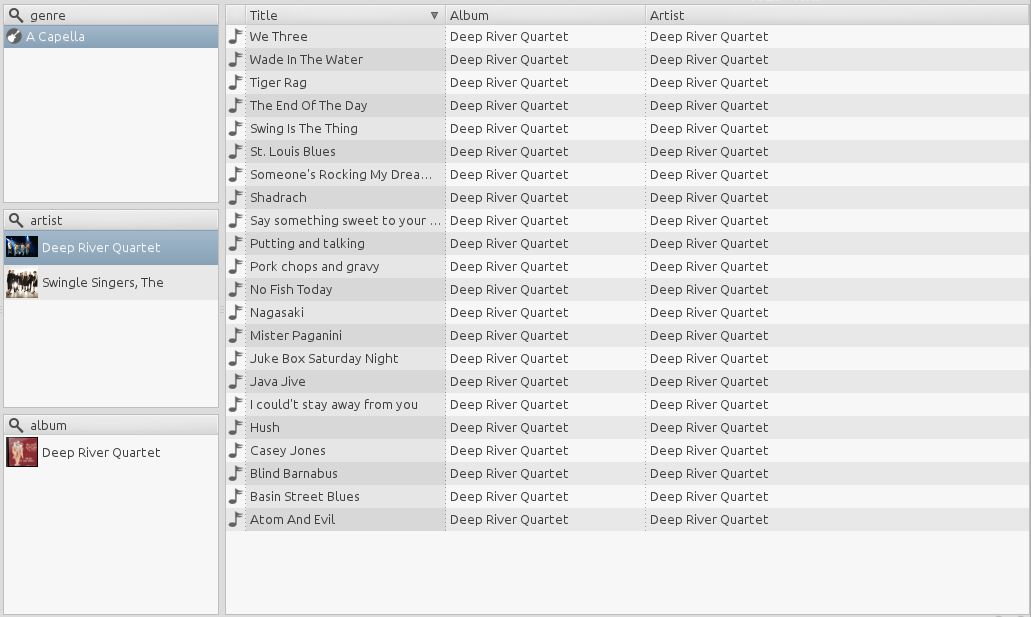 genre
A Capella
artist
Deep River Quartet
Swingle Singers, The
album
Deep River Quartet
Title Album Artist
We Three Deep River Quartet Deep River Quartet
Wade In The Water Deep River Quartet Deep River Quartet
Tiger Rag Deep River Quartet Deep River Quartet
The End Of The Day Deep River Quartet Deep River Quartet
Swing Is The Thing Deep River Quartet Deep River Quartet
St. Louis Blues Deep River Quartet Deep River Quartet
Someone's Rocking My Drea... Deep River Quartet Deep River Quartet
Shadrach Deep River Quartet Deep River Quartet
Say something sweet to your ... Deep River Quartet Deep River Quartet
Putting and talking Deep River Quartet Deep River Quartet
Pork chops and gravy Deep River Quartet Deep River Quartet
No Fish Today Deep River Quartet Deep River Quartet
Nagasaki Deep River Quartet Deep River Quartet
Mister Paganini Deep River Quartet Deep River Quartet
Juke Box Saturday Night Deep River Quartet Deep River Quartet
Java Jive Deep River Quartet Deep River Quartet
I could't stay away from you Deep River Quartet Deep River Quartet
Hush Deep River Quartet Deep River Quartet
Casey Jones Deep River Quartet Deep River Quartet
Blind Barnabus Deep River Quartet Deep River Quartet
Basin Street Blues Deep River Quartet Deep River Quartet
Atom And Evil Deep River Quartet Deep River Quartet